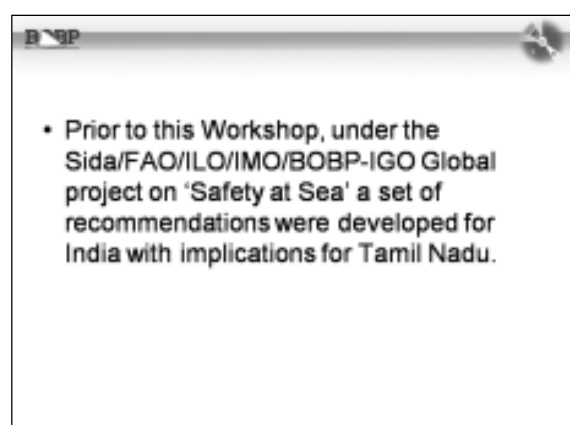 BOBP
• Prior to this Workshop, under the
Sida/FAO/ILO/IMO/BOBP-IGO Global
project on ‘Safety at Sea’ a set of
recommendations were developed for
India with implications for Tamil Nadu.